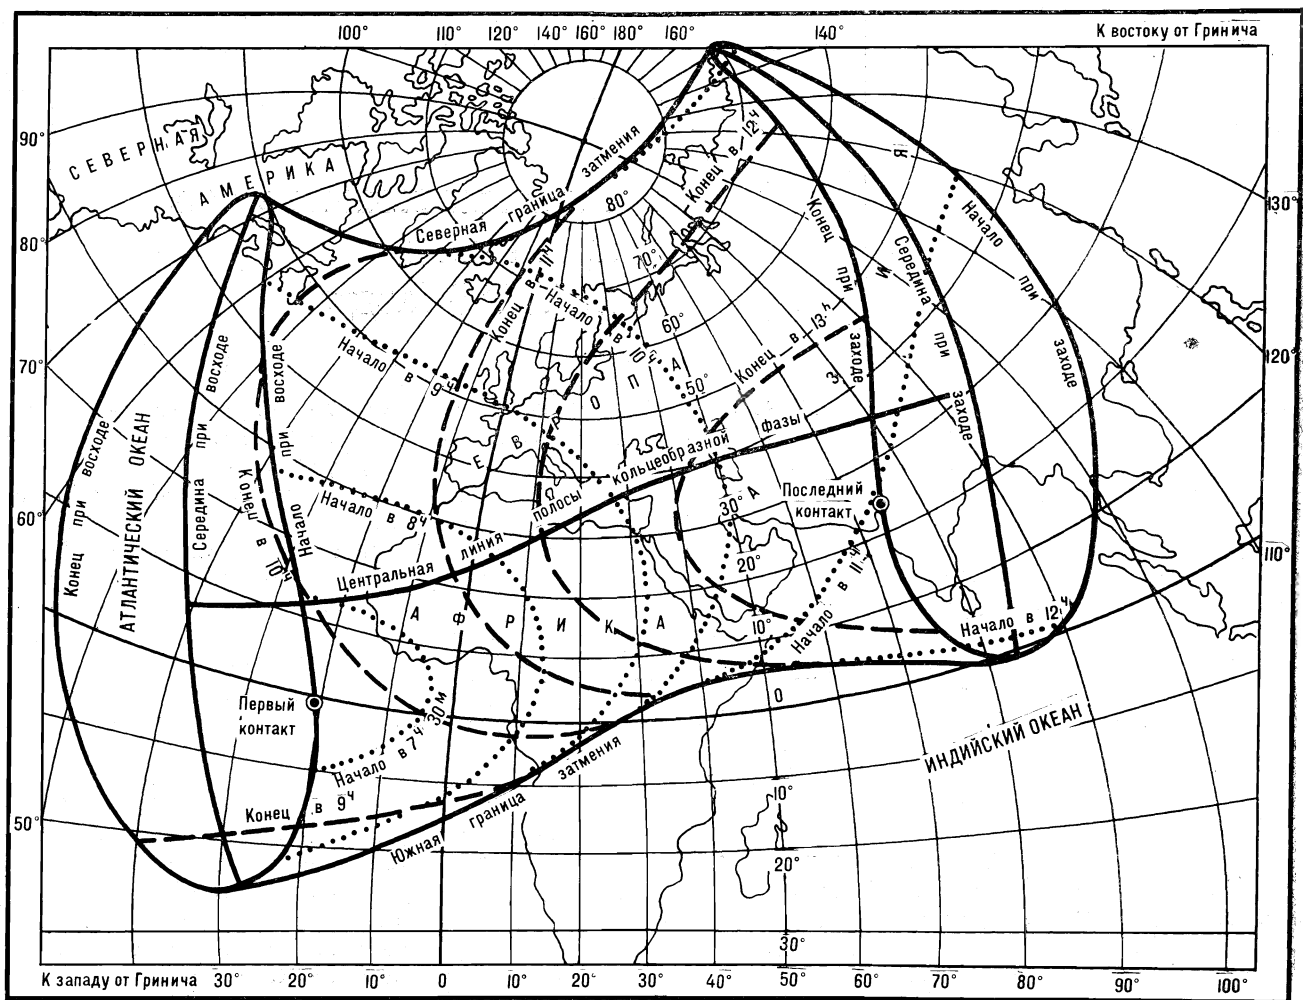 100° 110° 120° 140° 160° 180° 160° 140° К востоку от Гринича
90°
СЕВЕРНАЯ
АМЕРИКА
80°
70°
60°
50°
130°
120°
110°
Северная граница затмения
80°
70°
60°
50°
30°
20°
10°
0
10°
20°
30°
Конец в 12ч
Конец в 11ч
Начало в 10ч
Начало в 9ч
Конец в 13ч
Начало в 8ч
Конец в 10ч
Начало в 7ч 30м
Конец в 9ч
Начало в 11ч
Начало в 12ч
Конец при восходе
Середина при восходе
Начало при восходе
Конец при заходе
Середина при заходе
Начало при заходе
АТЛАНТИЧЕСКИЙ ОКЕАН
ЕВРОПА
АЗИЯ
АФРИКА
ИНДИЙСКИЙ ОКЕАН
Центральная линия полосы кольцеобразной фазы
Последний
контакт
Первый
контакт
Южная граница затмения
К западу от Гринича 30° 20° 10° 0 10° 20° 30° 40° 50° 60° 70° 80° 90° 100°